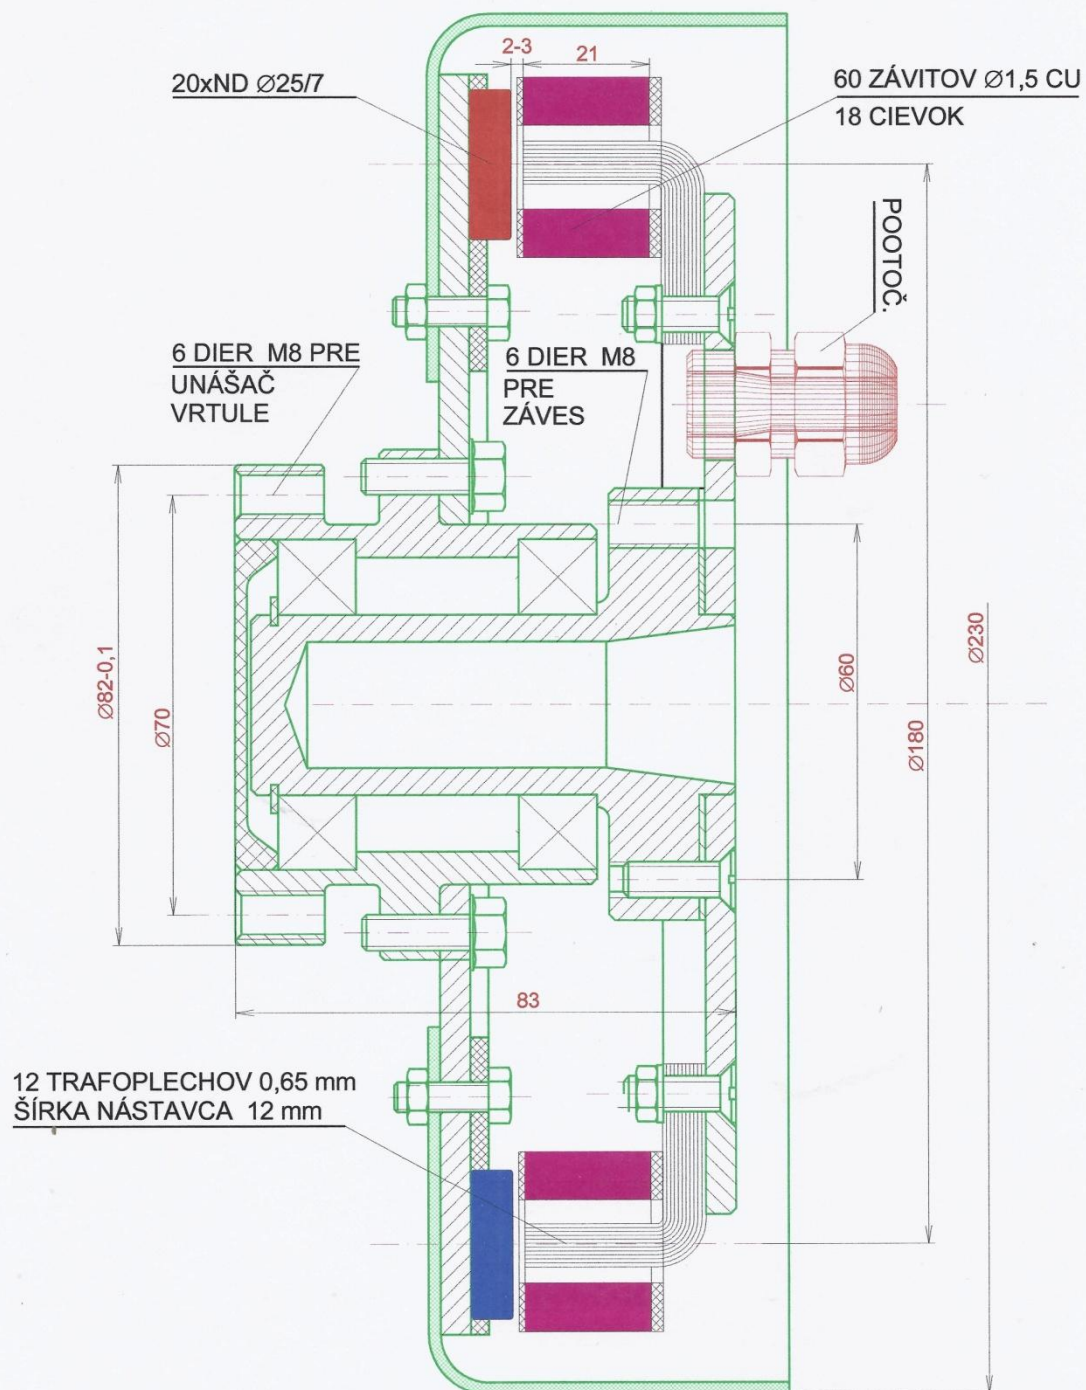 2-3
21
20xND Ø25/7
60 ZÁVITOV Ø1,5 CU
18 CIEVOK
POOTOČ.
6 DIER M8 PRE
UNÁŠAČ
VRTULE
6 DIER M8
PRE
ZÁVES
Ø82-0,1
Ø70
Ø60
Ø180
Ø230
83
12 TRAFOPLECHOV 0,65 mm
ŠÍRKA NÁSTAVCA 12 mm